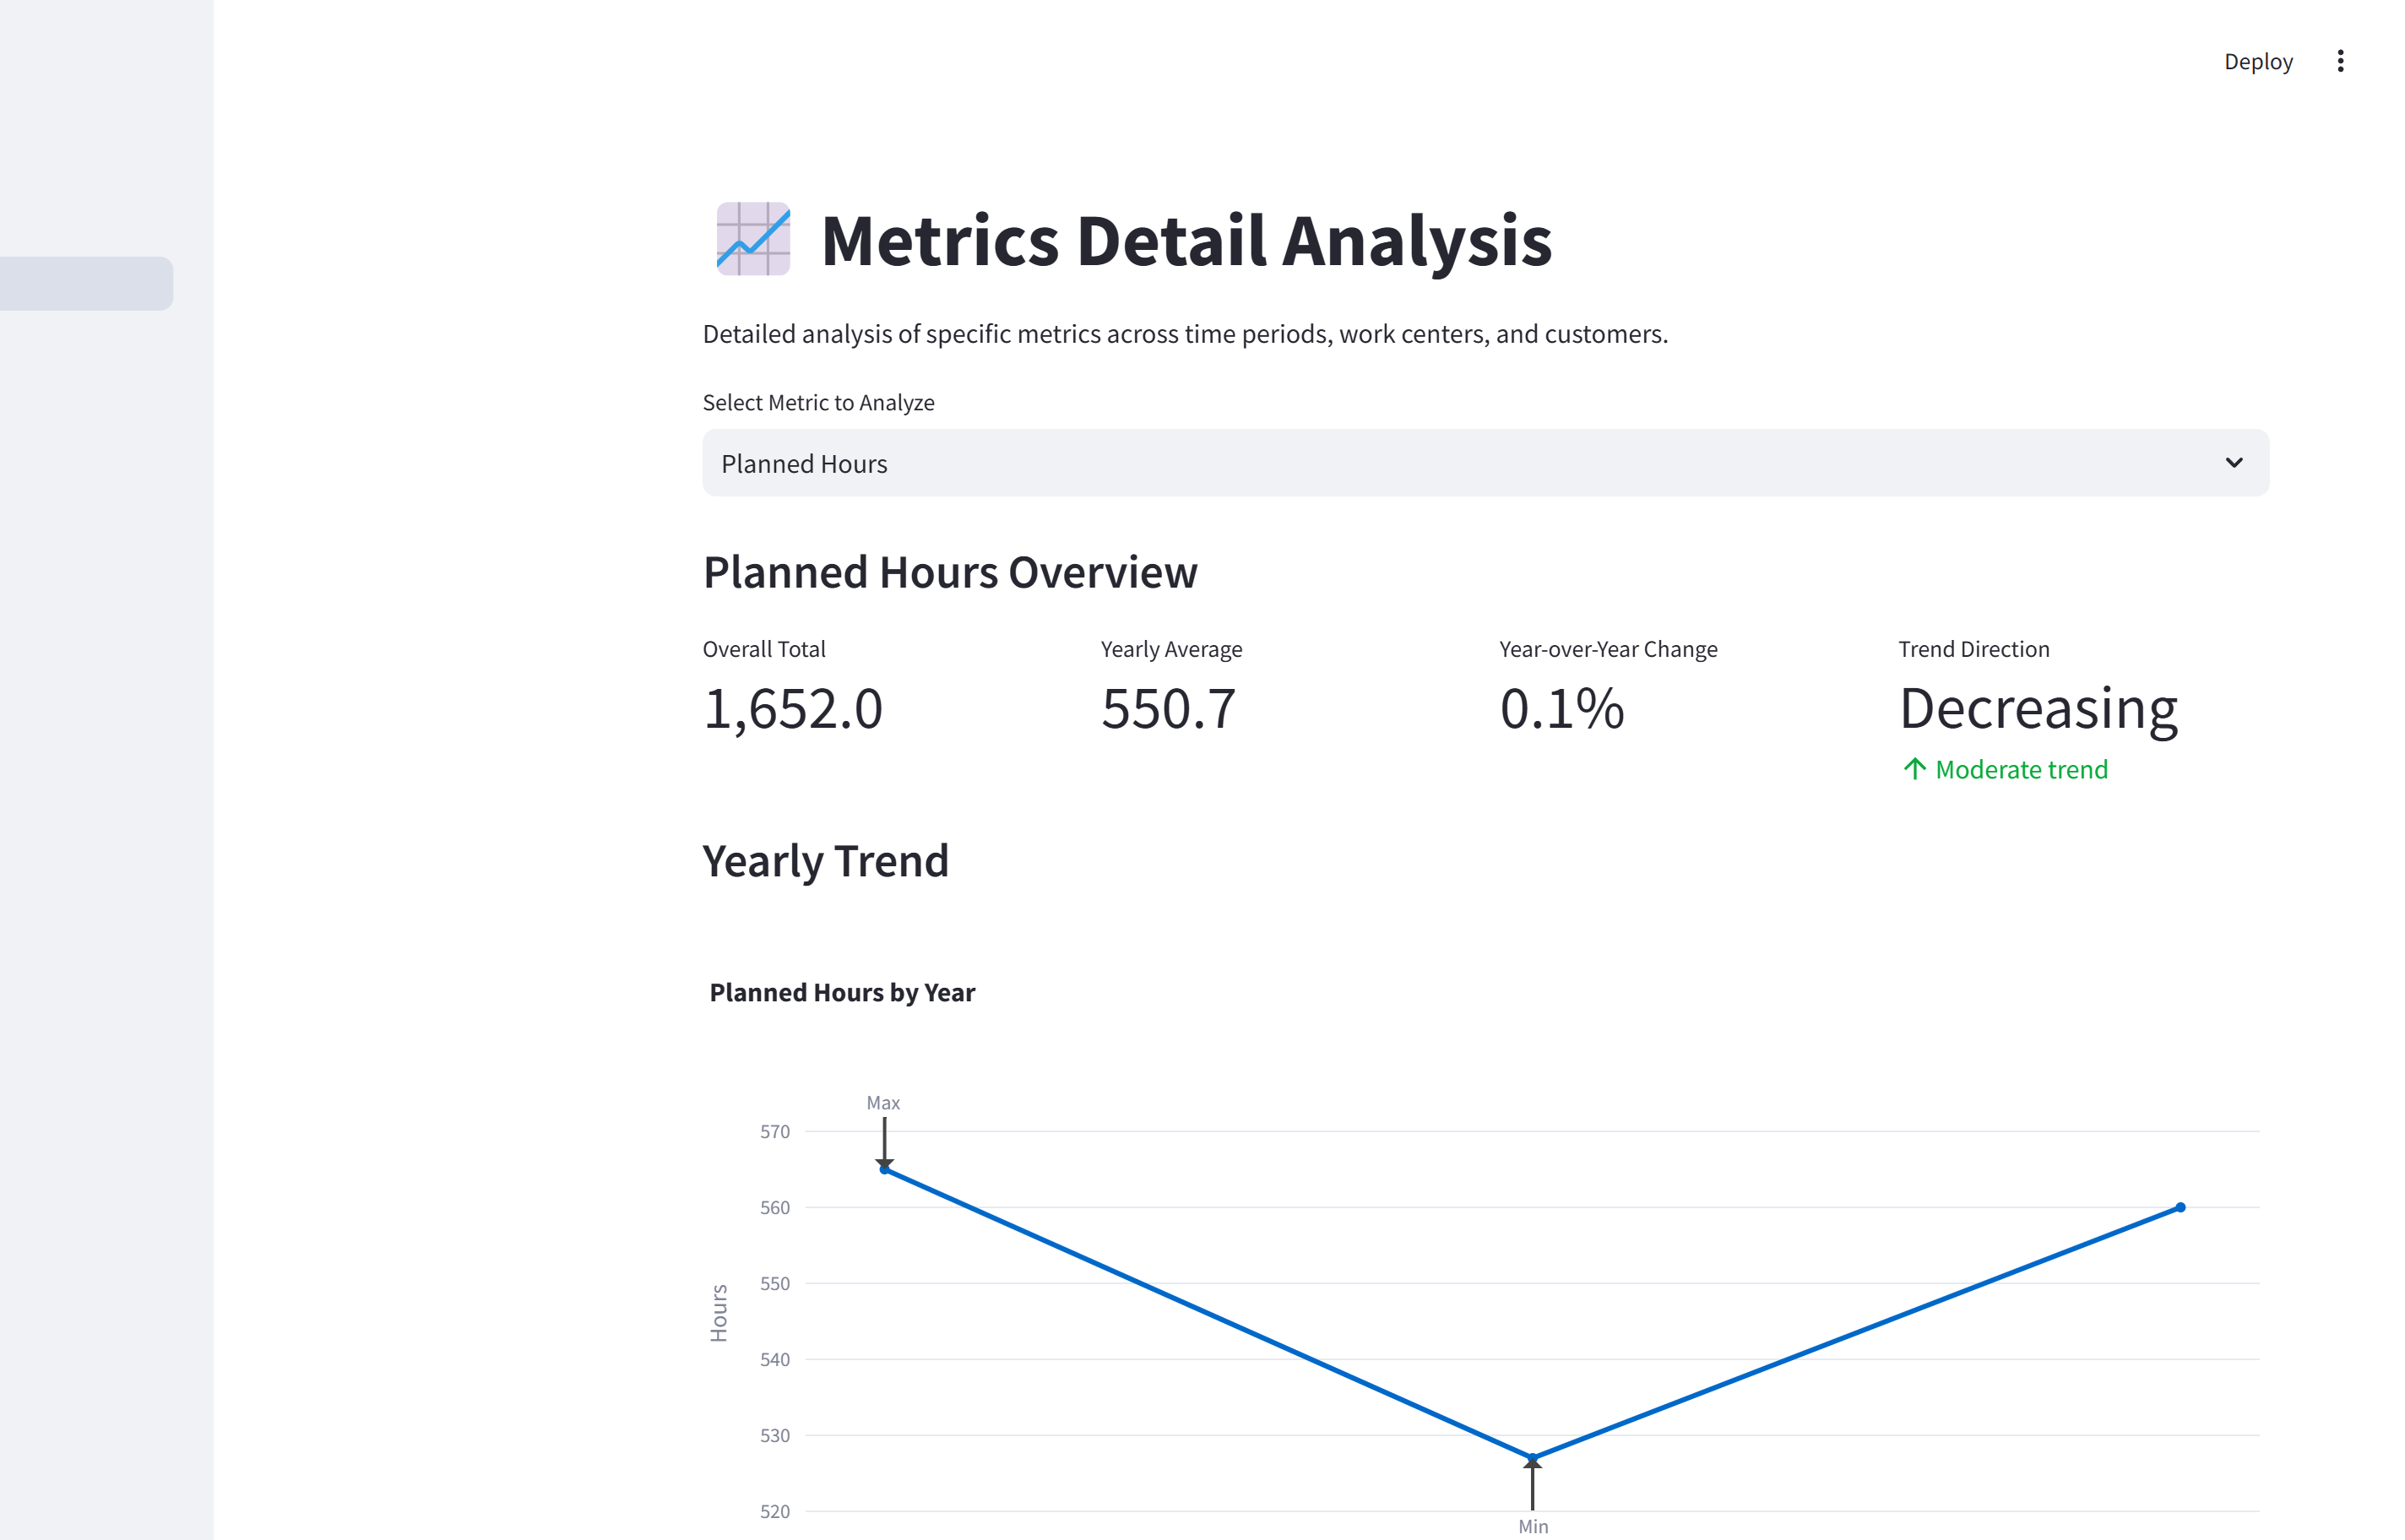 Deploy
Metrics Detail Analysis
Detailed analysis of specific metrics across time periods, work centers, and customers.
Select Metric to Analyze
Planned Hours
Planned Hours Overview
Overall Total
1,652.0
Yearly Average
550.7
Year-over-Year Change
0.1%
Trend Direction
Decreasing
Moderate trend
Yearly Trend
Planned Hours by Year
Max
570
560
550
Hours
540
530
520
Min